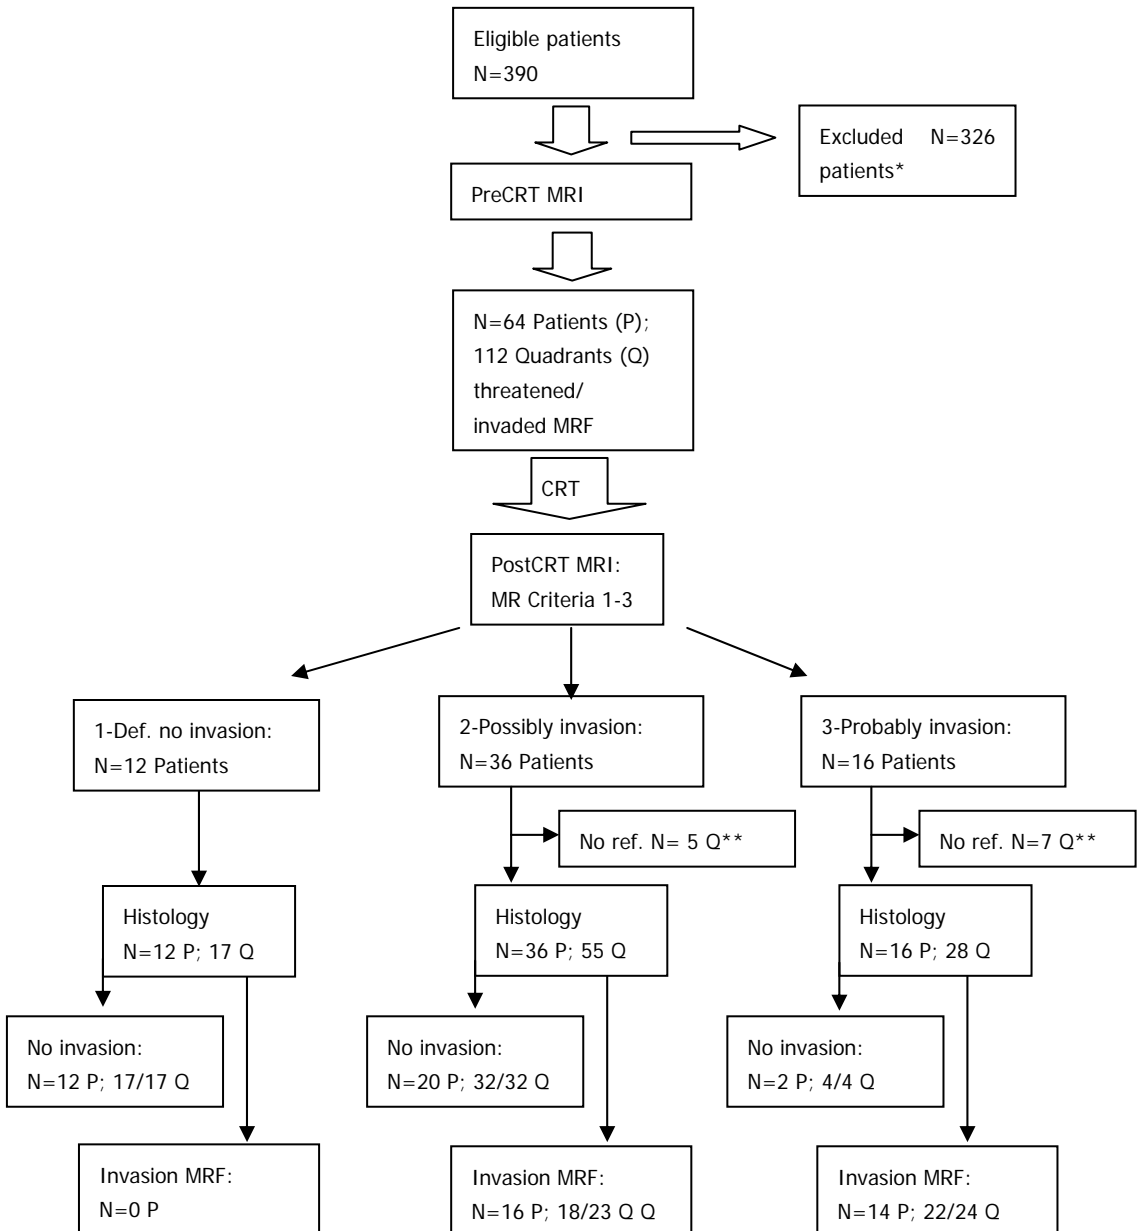 Eligible patients
N=390
Excluded N=326
patients*
PreCRT MRI
N=64 Patients (P);
112 Quadrants (Q)
threatened/
invaded MRF
CRT
PostCRT MRI:
MR Criteria 1-3
1-Def. no invasion:
N=12 Patients
2-Possibly invasion:
N=36 Patients
3-Probably invasion:
N=16 Patients
No ref. N= 5 Q**
No ref. N=7 Q**
Histology
N=12 P; 17 Q
Histology
N=36 P; 55 Q
Histology
N=16 P; 28 Q
No invasion:
N=12 P; 17/17 Q
No invasion:
N=20 P; 32/32 Q
No invasion:
N=2 P; 4/4 Q
Invasion MRF:
N=0 P
Invasion MRF:
N=16 P; 18/23 Q Q
Invasion MRF:
N=14 P; 22/24 Q